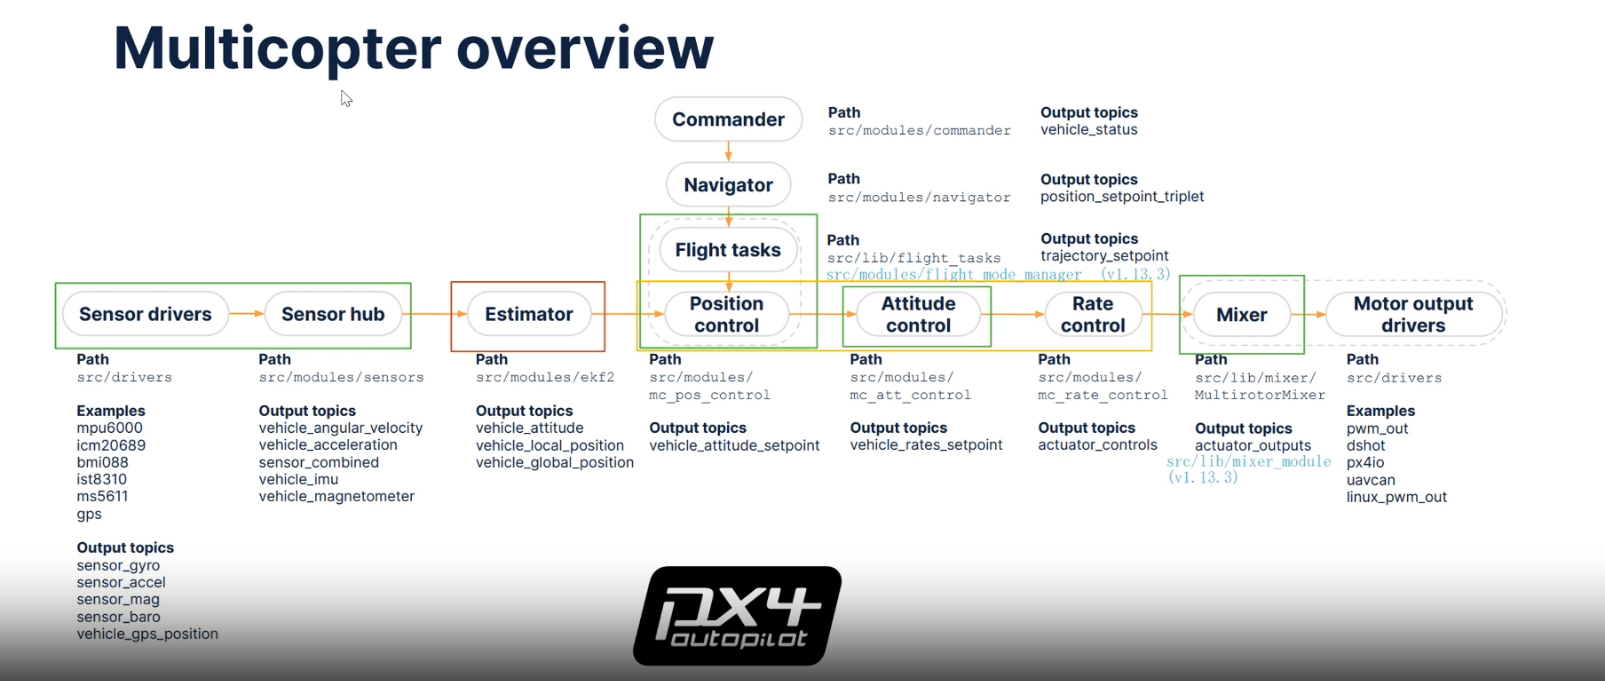 Multicopter overview
Commander
Path
src/modules/commander
Output topics
vehicle_status
Navigator
Path
src/modules/navigator
Output topics
position_setpoint_triplet
Flight tasks
Path
src/lib/flight_tasks
src/modules/flight_mode_manager (v1.13.3)
Output topics
trajectory_setpoint
Sensor drivers
Sensor hub
Estimator
Position
control
Attitude
control
Rate
control
Mixer
Motor output
drivers
Path
src/drivers
Examples
mpu6000
icm20689
bmi088
ist8310
ms5611
gps
Output topics
sensor_gyro
sensor_accel
sensor_mag
sensor_baro
vehicle_gps_position
Path
src/modules/sensors
Output topics
vehicle_angular_velocity
vehicle_acceleration
sensor_combined
vehicle_imu
vehicle_magnetometer
Path
src/modules/ekf2
Output topics
vehicle_attitude
vehicle_local_position
vehicle_global_position
Path
src/modules/
mc_pos_control
Output topics
vehicle_attitude_setpoint
Path
src/modules/
mc_att_control
Output topics
vehicle_rates_setpoint
Path
src/modules/
mc_rate_control
Output topics
actuator_controls
Path
src/lib/mixer/
MultirotorMixer
Output topics
actuator_outputs
src/lib/mixer_module
(v1.13.3)
Path
src/drivers
Examples
pwm_out
dshot
px4io
uavcan
linux_pwm_out
px4
autopilot